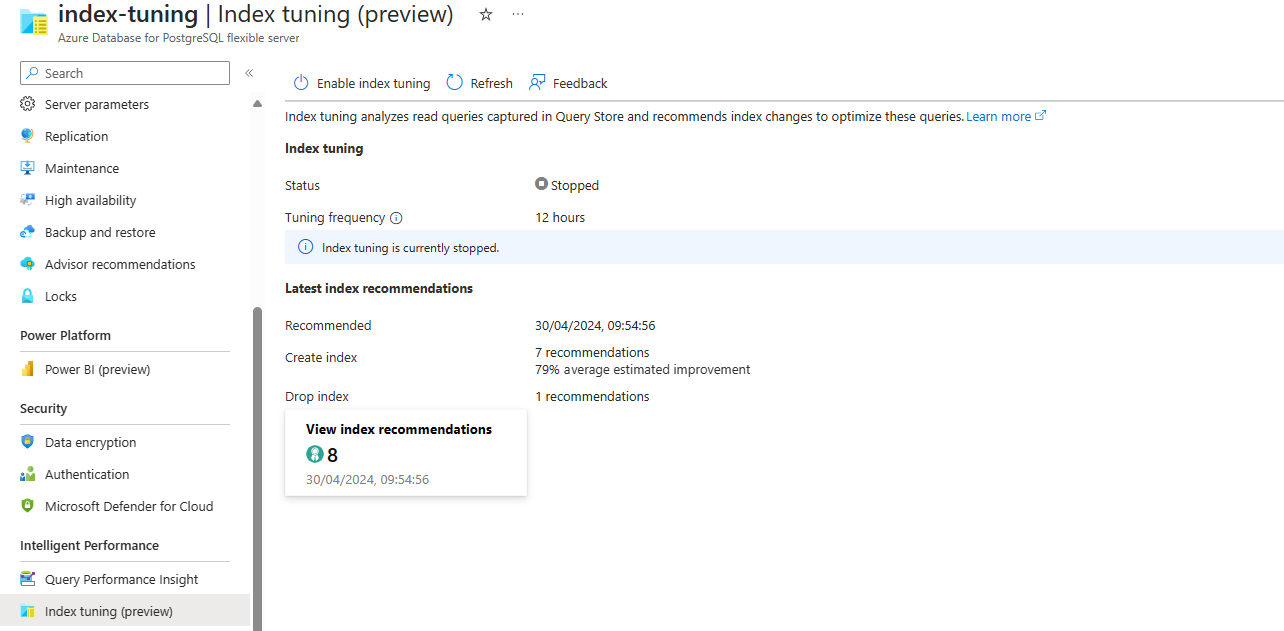 index-tuning | Index tuning (preview)
Azure Database for PostgreSQL flexible server
Search
Server parameters
Replication
Maintenance
High availability
Backup and restore
Advisor recommendations
Locks
Power Platform
Power BI (preview)
Security
Data encryption
Authentication
Microsoft Defender for Cloud
Intelligent Performance
Query Performance Insight
Index tuning (preview)
Enable index tuning Refresh Feedback
Index tuning analyzes read queries captured in Query Store and recommends index changes to optimize these queries. Learn more
Index tuning
Status Stopped
Tuning frequency 12 hours
Index tuning is currently stopped.
Latest index recommendations
Recommended 30/04/2024, 09:54:56
Create index 7 recommendations
79% average estimated improvement
Drop index 1 recommendations
View index recommendations
8
30/04/2024, 09:54:56